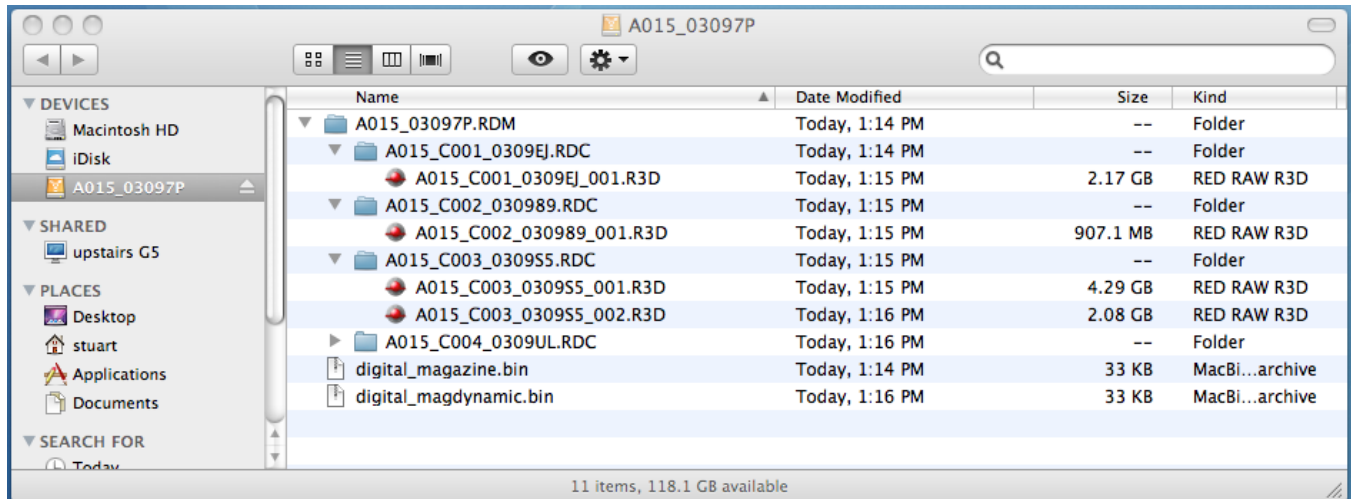 A015_03097P
Name Date Modified Size Kind
DEVICES
Macintosh HD
iDisk
A015_03097P
SHARED
upstairs G5
PLACES
Desktop
stuart
Applications
Documents
SEARCH FOR
Today
A015_03097P.RDM Today, 1:14 PM -- Folder
A015_C001_0309EJ.RDC Today, 1:14 PM -- Folder
A015_C001_0309EJ_001.R3D Today, 1:15 PM 2.17 GB RED RAW R3D
A015_C002_030989.RDC Today, 1:15 PM -- Folder
A015_C002_030989_001.R3D Today, 1:15 PM 907.1 MB RED RAW R3D
A015_C003_0309S5.RDC Today, 1:15 PM -- Folder
A015_C003_0309S5_001.R3D Today, 1:15 PM 4.29 GB RED RAW R3D
A015_C003_0309S5_002.R3D Today, 1:16 PM 2.08 GB RED RAW R3D
A015_C004_0309UL.RDC Today, 1:16 PM -- Folder
digital_magazine.bin Today, 1:14 PM 33 KB MacBi...archive
digital_magdynamic.bin Today, 1:16 PM 33 KB MacBi...archive
11 items, 118.1 GB available